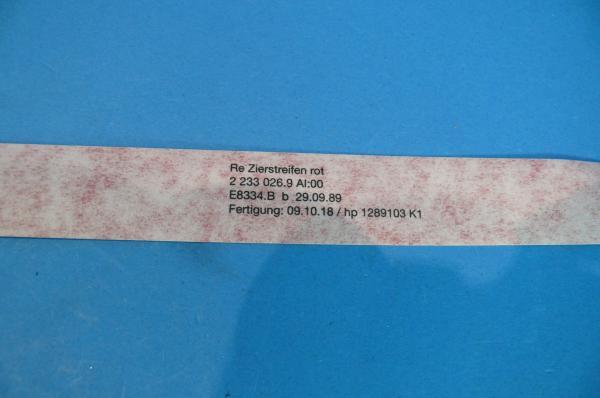 Re Zierstreifen rot
2 233 026.9 AI:00
E8334.B b 29.09.89
Fertigung: 09.10.18 / hp 1289103 K1